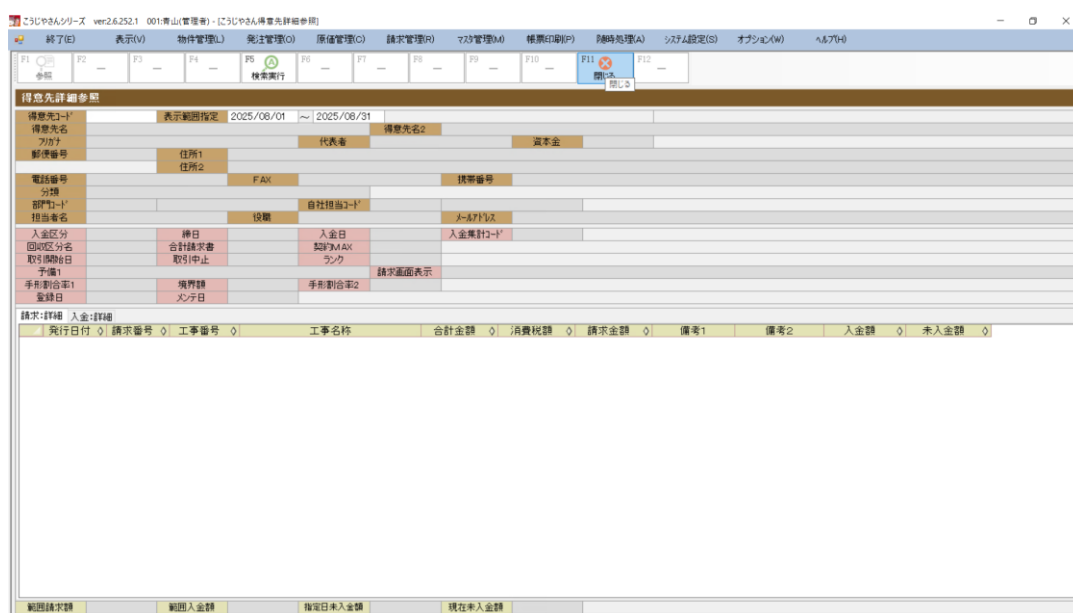 こうじやさんシリーズ ver.2.6.252.1 001:青山(管理者) - [こうじやさん得意先詳細参照]
終了(E) 表示(V) 物件管理(L) 発注管理(O) 原価管理(C) 請求管理(R) マスタ管理(M) 帳票印刷(P) 随時処理(A) システム設定(S) オプション(W) ヘルプ(H)
F1 F2 F3 F4 F5 F6 F7 F8 F9 F10 F11 F12
参照 検索実行 閉じる
閉じる
得意先詳細参照
得意先コード 表示範囲指定 2025/08/01 ～ 2025/08/31
得意先名 得意先名2
フリガナ 代表者 資本金
郵便番号 住所1
住所2
電話番号 FAX 携帯番号
分類
部門コード 自社担当コード
担当者名 役職 メールアドレス
入金区分 締日 入金日 入金集計コード
回収区分名 合計請求書 契約MAX
取引開始日 取引中止 ランク
予備1 請求画面表示
手形割合率1 境界額 手形割合率2
登録日 メンテ日
請求:詳細 入金:詳細
発行日付 請求番号 工事番号 工事名称 合計金額 消費税額 請求金額 備考1 備考2 入金額 未入金額
範囲請求額 範囲入金額 指定日未入金額 現在未入金額